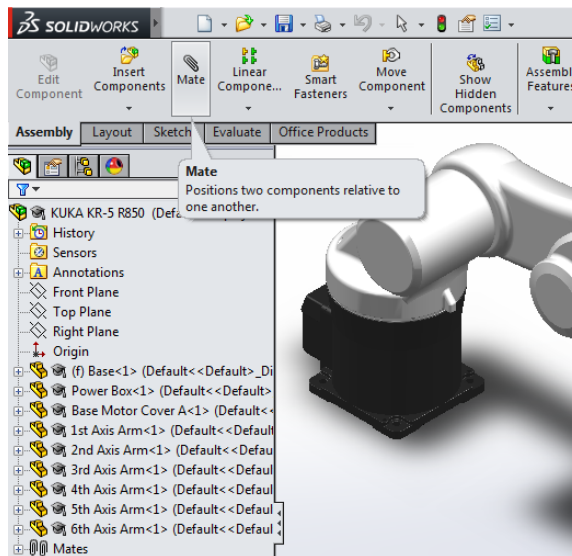 SOLIDWORKS
Edit Component
Insert Components
Mate
Linear Compone...
Smart Fasteners
Move Component
Show Hidden Components
Assembl Features
Assembly Layout Sketch Evaluate Office Products
Mate
Positions two components relative to
one another.
KUKA KR-5 R850 (Defa
History
Sensors
Annotations
Front Plane
Top Plane
Right Plane
Origin
(f) Base<1> (Default<<Default>_Di
Power Box<1> (Default<<Default>
Base Motor Cover A<1> (Default<<
1st Axis Arm<1> (Default<<Defaul
2nd Axis Arm<1> (Default<<Defau
3rd Axis Arm<1> (Default<<Defaul
4th Axis Arm<1> (Default<<Defaul
5th Axis Arm<1> (Default<<Defaul
6th Axis Arm<1> (Default<<Defaul
Mates